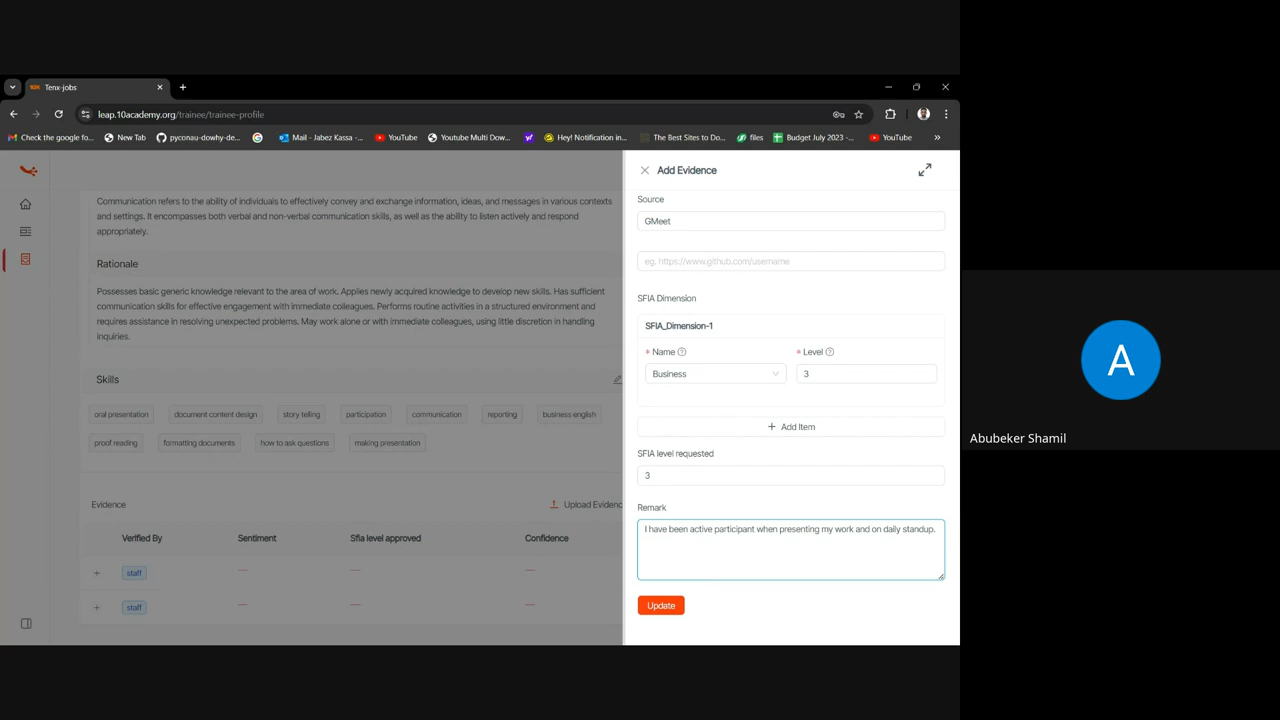 Tenx-jobs
leap.10academy.org/trainee/trainee-profile
Check the google fo...
New Tab
pyconau-dowhy-de...
Mail - Jabez Kassa -...
YouTube
Youtube Multi Dow...
Hey! Notification in...
The Best Sites to Do...
files
Budget July 2023 -...
YouTube
Communication refers to the ability of individuals to effectively convey and exchange information, ideas, and messages in various contexts
and settings. It encompasses both verbal and non-verbal communication skills, as well as the ability to listen actively and respond
appropriately.
Rationale
Possesses basic generic knowledge relevant to the area of work. Applies newly acquired knowledge to develop new skills. Has sufficient
communication skills for effective engagement with immediate colleagues. Performs routine activities in a structured environment and
requires assistance in resolving unexpected problems. May work alone or with immediate colleagues, using little discretion in handling
inquiries.
Skills
oral presentation
document content design
story telling
participation
communication
reporting
business english
proof reading
formatting documents
how to ask questions
making presentation
Evidence
Upload Evidenc
Verified By
Sentiment
Sfia level approved
Confidence
staff
staff
Add Evidence
Source
GMeet
eg. https://www.github.com/username
SFIA Dimension
SFIA_Dimension-1
* Name
* Level
Business
3
+ Add Item
SFIA level requested
3
Remark
I have been active participant when presenting my work and on daily standup.
Update
A
Abubeker Shamil